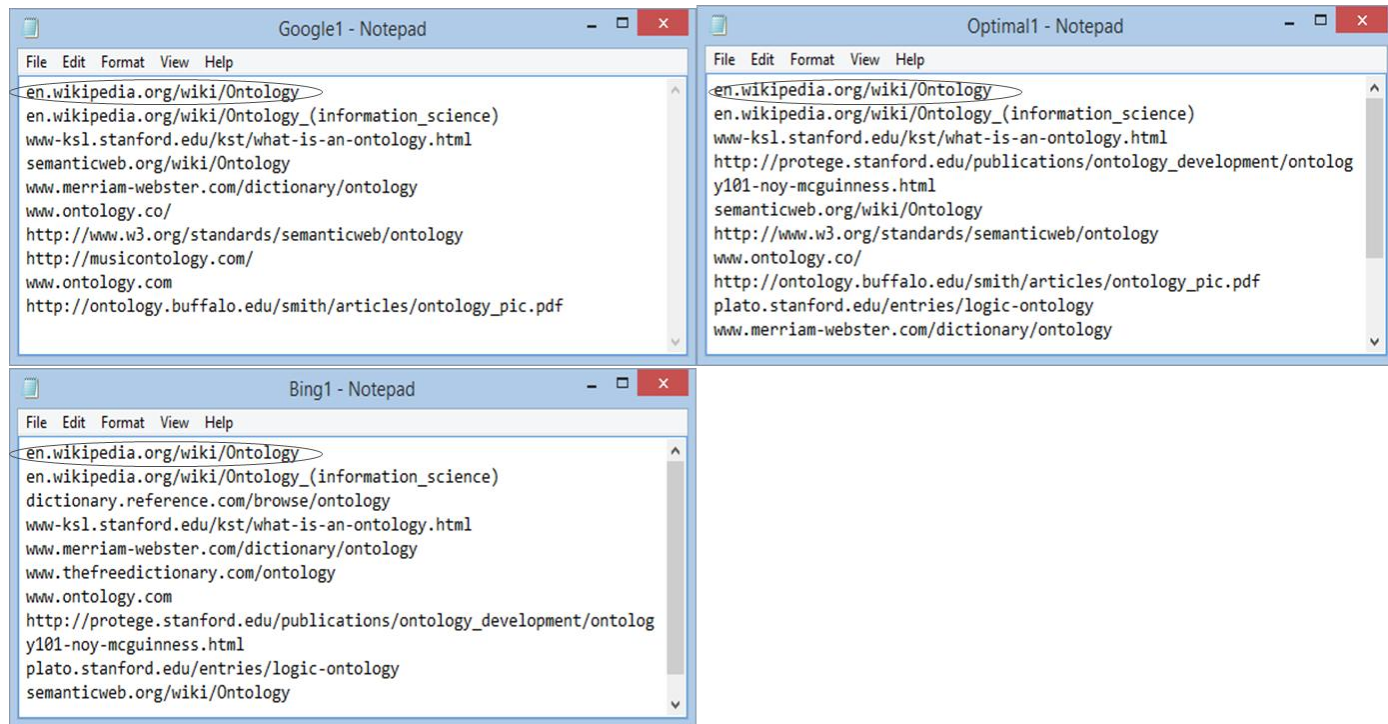 Google1 - Notepad
File Edit Format View Help
en.wikipedia.org/wiki/Ontology
en.wikipedia.org/wiki/Ontology_(information_science)
www-ksl.stanford.edu/kst/what-is-an-ontology.html
semanticweb.org/wiki/Ontology
www.merriam-webster.com/dictionary/ontology
www.ontology.co/
http://www.w3.org/standards/semanticweb/ontology
http://musicontology.com/
www.ontology.com
http://ontology.buffalo.edu/smith/articles/ontology_pic.pdf
Optimal1 - Notepad
File Edit Format View Help
en.wikipedia.org/wiki/Ontology
en.wikipedia.org/wiki/Ontology_(information_science)
www-ksl.stanford.edu/kst/what-is-an-ontology.html
http://protege.stanford.edu/publications/ontology_development/ontolog
y101-noy-mcguinness.html
semanticweb.org/wiki/Ontology
http://www.w3.org/standards/semanticweb/ontology
www.ontology.co/
http://ontology.buffalo.edu/smith/articles/ontology_pic.pdf
plato.stanford.edu/entries/logic-ontology
www.merriam-webster.com/dictionary/ontology
Bing1 - Notepad
File Edit Format View Help
en.wikipedia.org/wiki/Ontology
en.wikipedia.org/wiki/Ontology_(information_science)
dictionary.reference.com/browse/ontology
www-ksl.stanford.edu/kst/what-is-an-ontology.html
www.merriam-webster.com/dictionary/ontology
www.thefreedictionary.com/ontology
www.ontology.com
http://protege.stanford.edu/publications/ontology_development/ontolog
y101-noy-mcguinness.html
plato.stanford.edu/entries/logic-ontology
semanticweb.org/wiki/Ontology